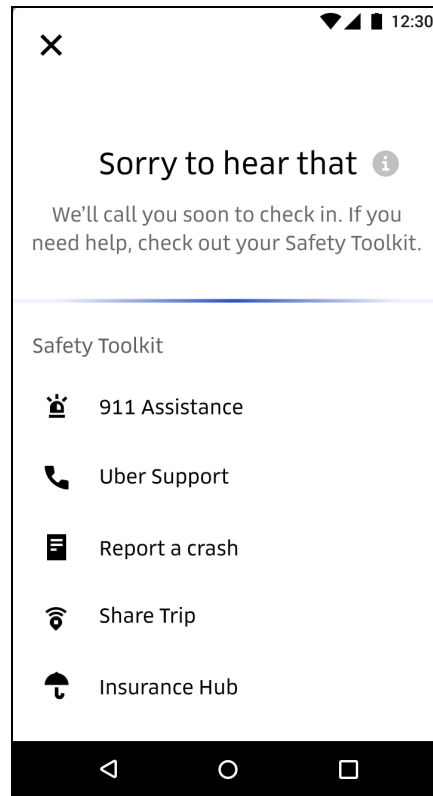 12:30
Sorry to hear that
We’ll call you soon to check in. If you
need help, check out your Safety Toolkit.
Safety Toolkit
911 Assistance
Uber Support
Report a crash
Share Trip
Insurance Hub